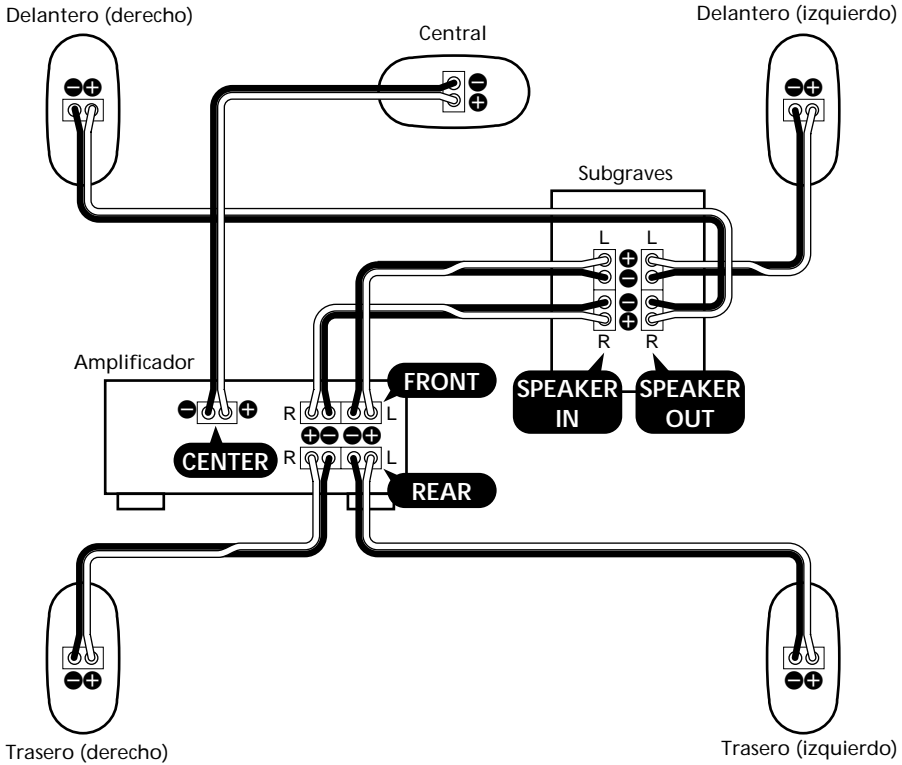 Delantero (derecho)
Delantero (izquierdo)
Central
Subgraves
L L
R R
SPEAKER IN
SPEAKER OUT
Amplificador
FRONT
R L
CENTER
R L
REAR
Trasero (derecho)
Trasero (izquierdo)